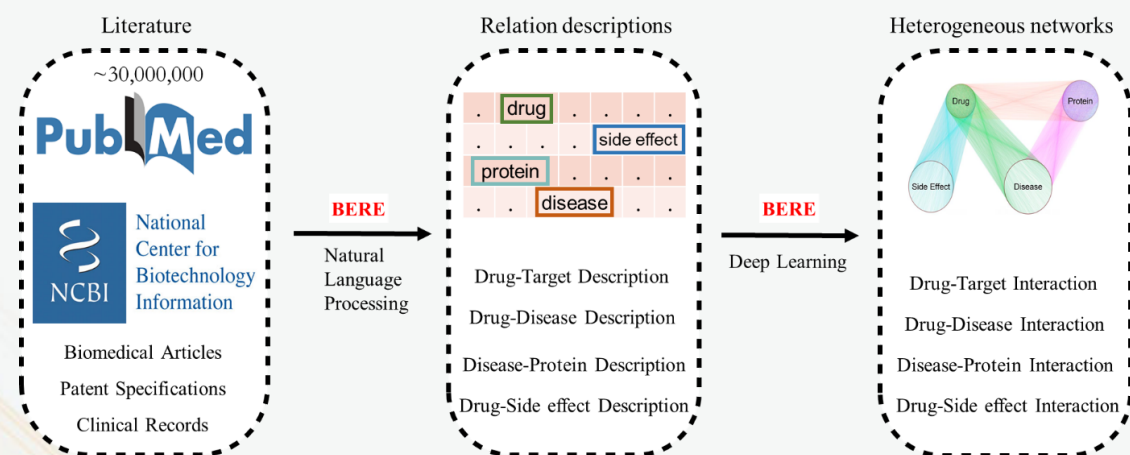 Literature
~30,000,000
PubMed
NCBI
National
Center for
Biotechnology
Information
Biomedical Articles
Patent Specifications
Clinical Records
BERE
Natural
Language
Processing
Relation descriptions
. drug . . . .
. . . . side effect
protein . . . .
. . disease . .
Drug-Target Description
Drug-Disease Description
Disease-Protein Description
Drug-Side effect Description
BERE
Deep Learning
Heterogeneous networks
Drug
Protein
Side Effect
Disease
Drug-Target Interaction
Drug-Disease Interaction
Disease-Protein Interaction
Drug-Side effect Interaction